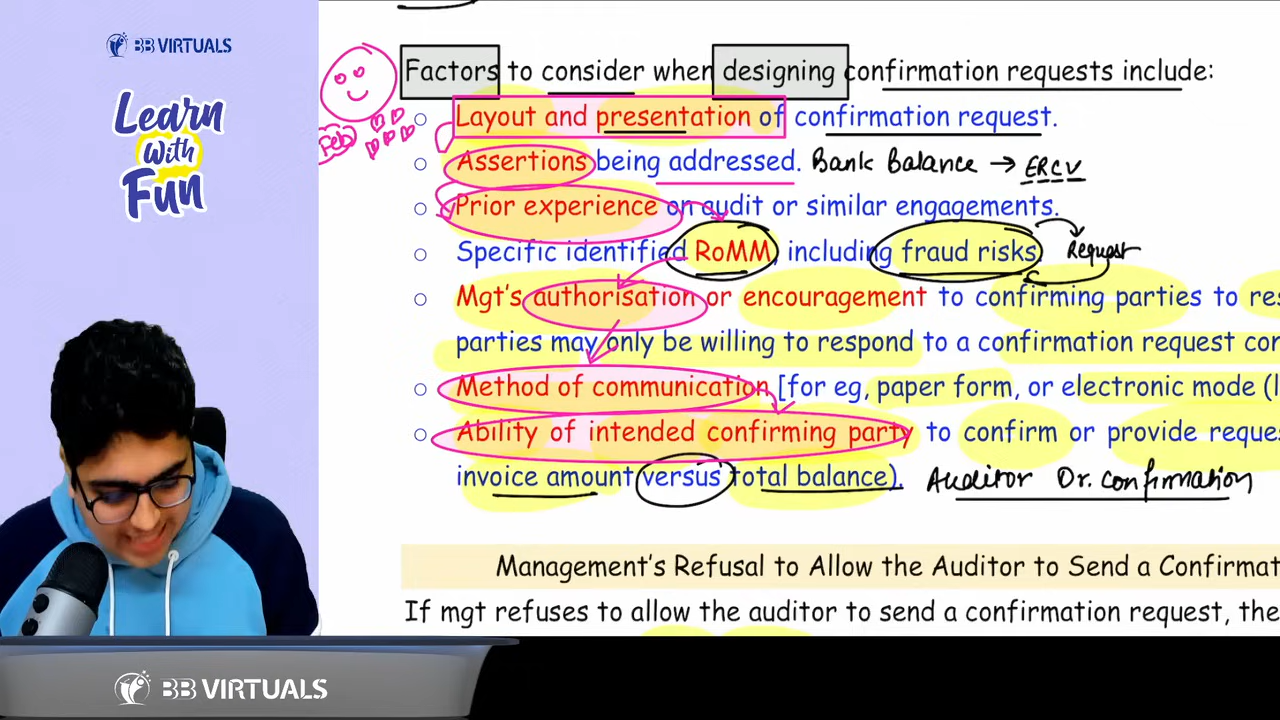 BB VIRTUALS
Learn
With
Fun
Factors to consider when designing confirmation requests include:
Layout and presentation of confirmation request.
Feb
Assertions being addressed. Bank Balance → ERCV
Prior experience on audit or similar engagements.
Specific identified RoMM, including fraud risks. Request
Mgt's authorisation or encouragement to confirming parties to res
parties may only be willing to respond to a confirmation request con
Method of communication [for eg, paper form, or electronic mode (l
Ability of intended confirming party to confirm or provide reque
invoice amount versus total balance). Auditor Dr. confirmation
Management's Refusal to Allow the Auditor to Send a Confirmat
If mgt refuses to allow the auditor to send a confirmation request, the
BB VIRTUALS